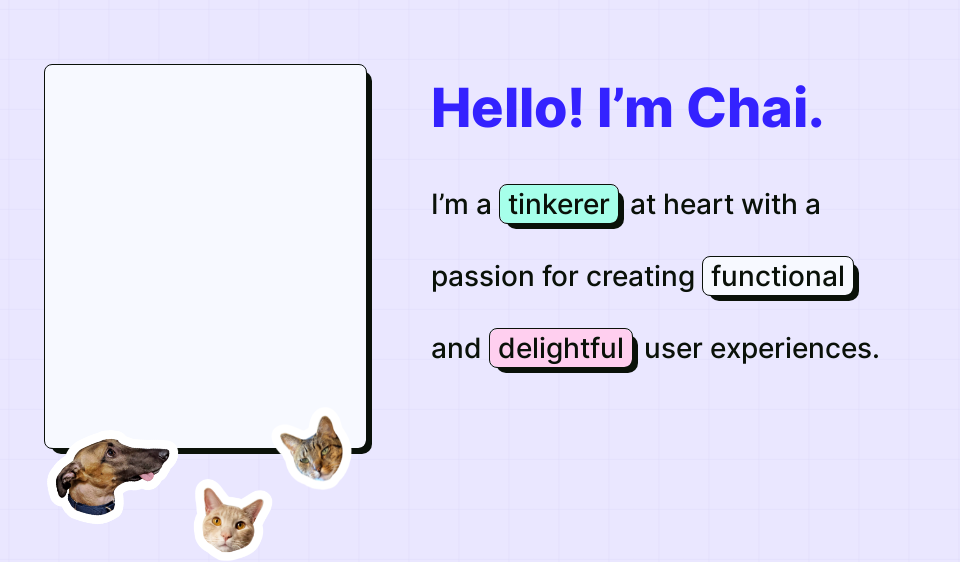 Hello! I’m Chai.
I’m a tinkerer at heart with a
passion for creating functional
and delightful user experiences.